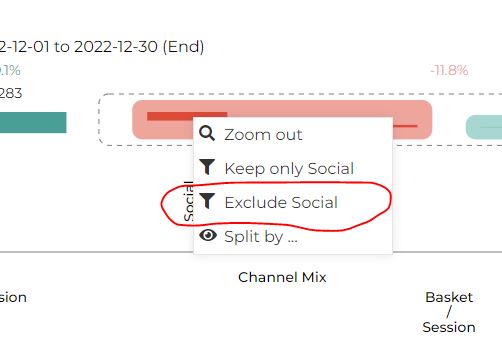 2-12-01 to 2022-12-30 (End)
.1%
-11.8%
283
Zoom out
Keep only Social
Exclude Social
Split by ...
Social
Channel Mix
sion
Basket
/
Session